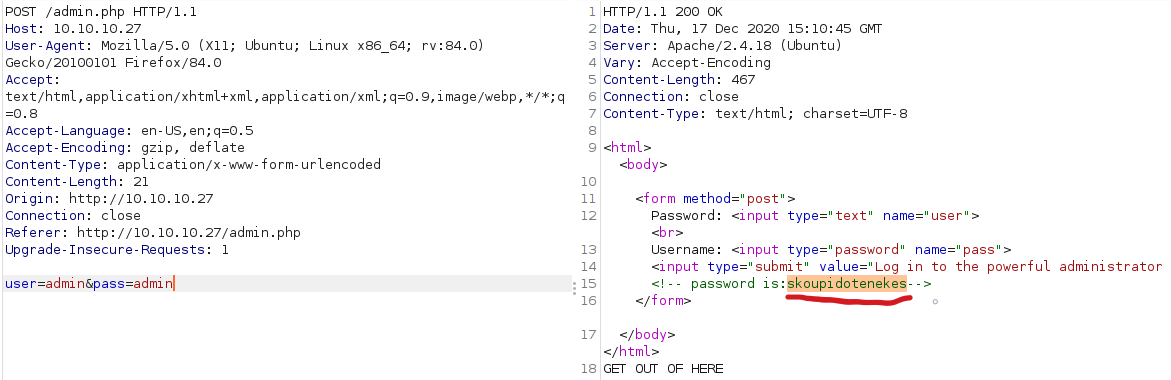 POST /admin.php HTTP/1.1
Host: 10.10.10.27
User-Agent: Mozilla/5.0 (X11; Ubuntu; Linux x86_64; rv:84.0)
Gecko/20100101 Firefox/84.0
Accept:
text/html,application/xhtml+xml,application/xml;q=0.9,image/webp,*/*;q
=0.8
Accept-Language: en-US,en;q=0.5
Accept-Encoding: gzip, deflate
Content-Type: application/x-www-form-urlencoded
Content-Length: 21
Origin: http://10.10.10.27
Connection: close
Referer: http://10.10.10.27/admin.php
Upgrade-Insecure-Requests: 1
user=admin&pass=admin
1 HTTP/1.1 200 OK
2 Date: Thu, 17 Dec 2020 15:10:45 GMT
3 Server: Apache/2.4.18 (Ubuntu)
4 Vary: Accept-Encoding
5 Content-Length: 467
6 Connection: close
7 Content-Type: text/html; charset=UTF-8
8
9 <html>
<body>
10
11 <form method="post">
12 Password: <input type="text" name="user">
<br>
13 Username: <input type="password" name="pass">
14 <input type="submit" value="Log in to the powerful administrator
15 <!-- password is:skoupidotenekes-->
16 </form>
17 </body>
</html>
18 GET OUT OF HERE